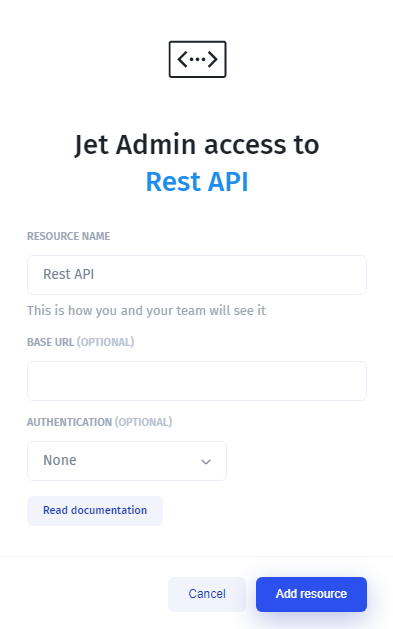 Jet Admin access to
Rest API
RESOURCE NAME
Rest API
This is how you and your team will see it
BASE URL (OPTIONAL)
AUTHENTICATION (OPTIONAL)
None
Read documentation
Cancel
Add resource